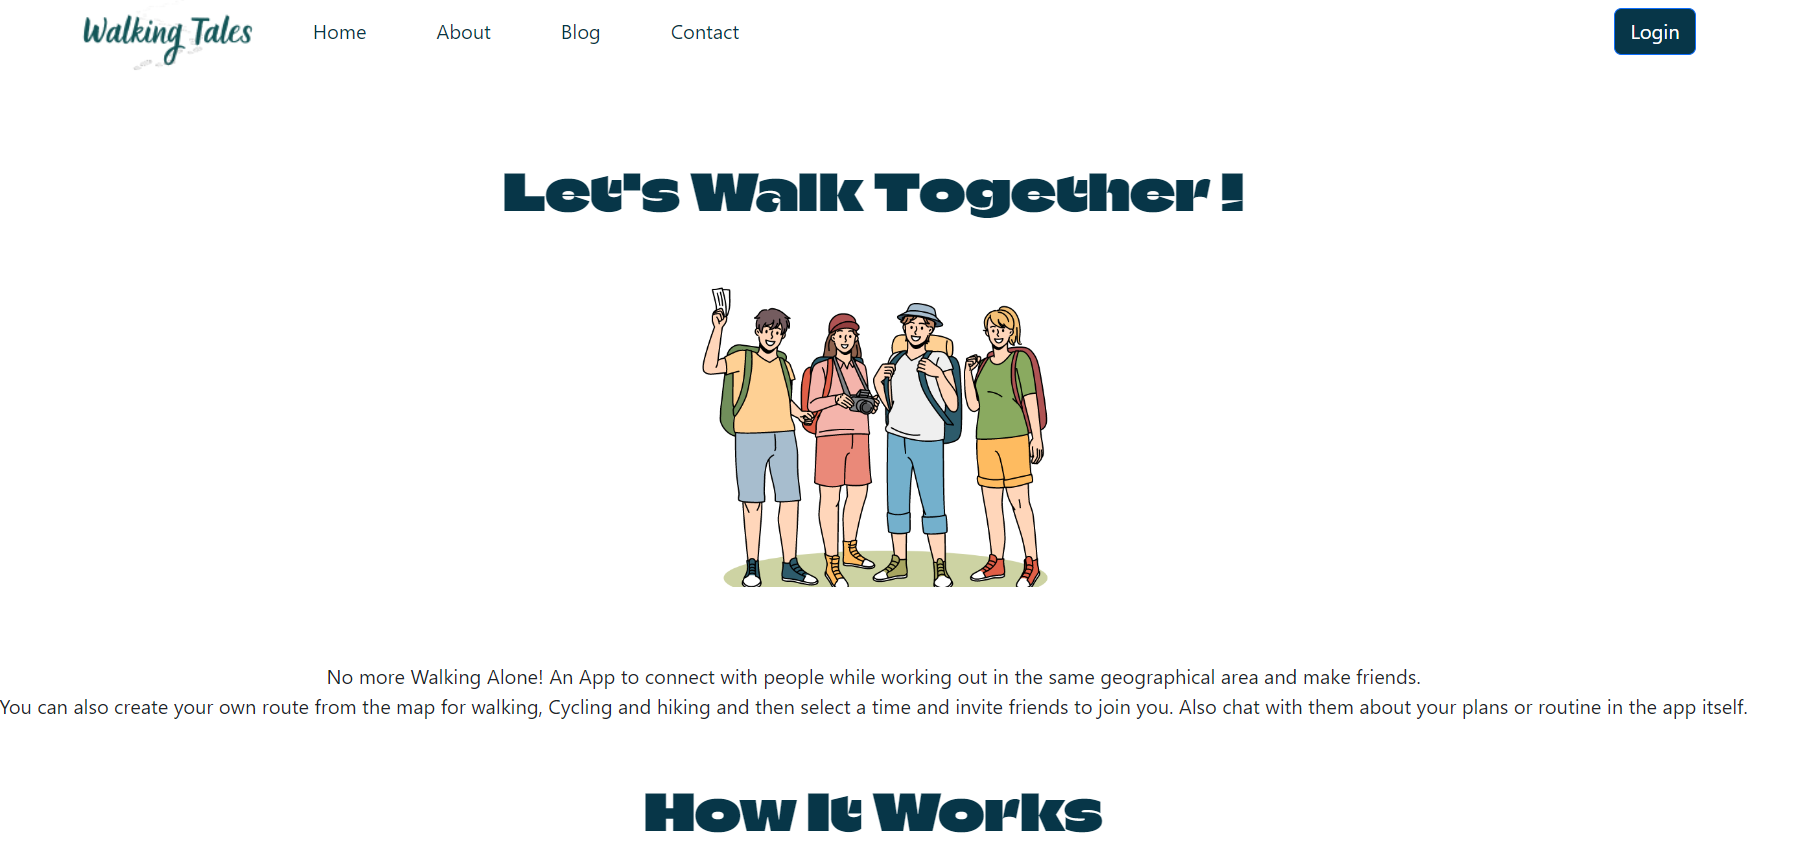 Walking Tales
Home
About
Blog
Contact
Login
Let's Walk Together !
No more Walking Alone! An App to connect with people while working out in the same geographical area and make friends.
You can also create your own route from the map for walking, Cycling and hiking and then select a time and invite friends to join you. Also chat with them about your plans or routine in the app itself.
How It Works